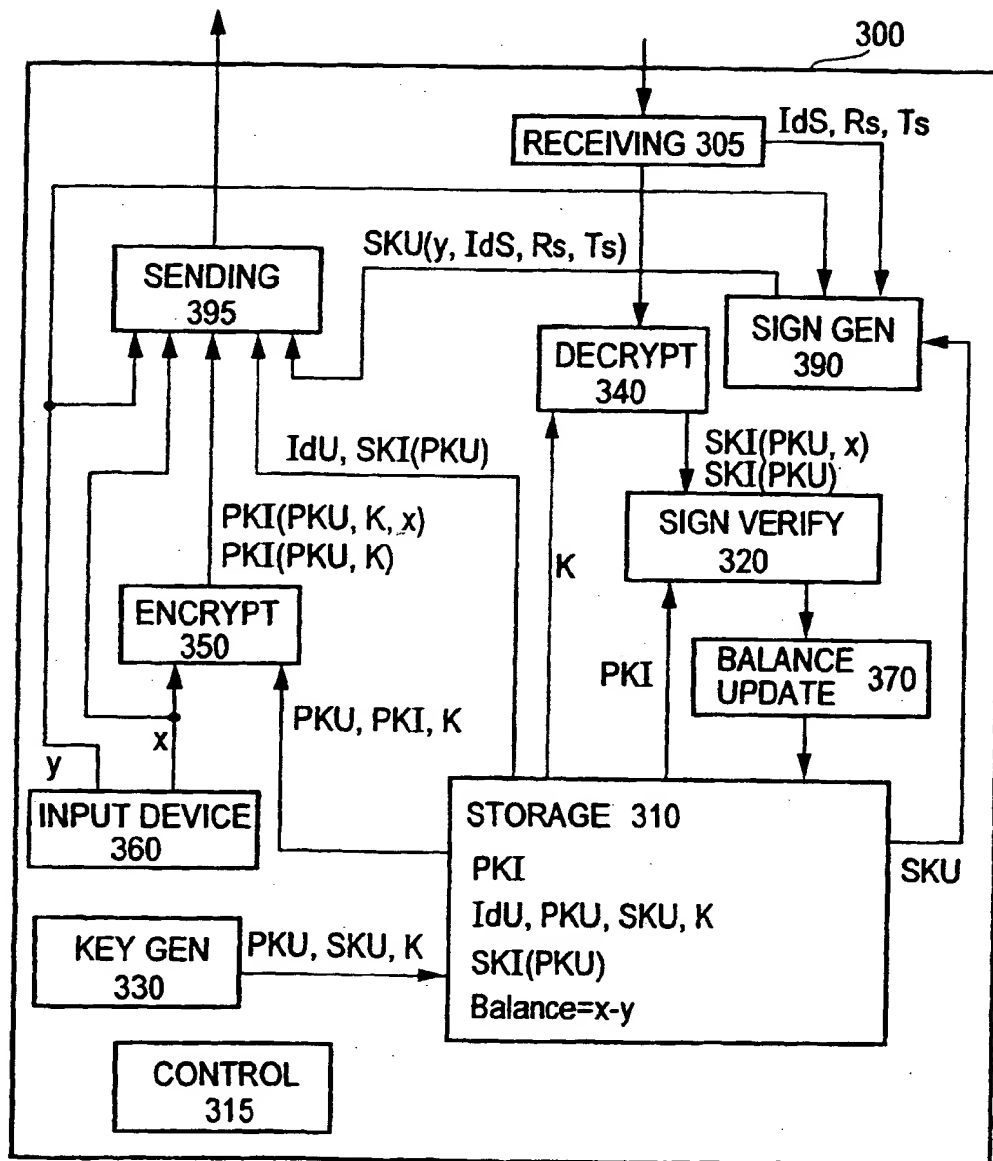 300
RECEIVING 305
IdS, Rs, Ts
SKU(y, IdS, Rs, Ts)
SENDING
395
SIGN GEN
390
DECRYPT
340
IdU, SKI(PKU)
SKI(PKU, x)
SKI(PKU)
PKI(PKU, K, x)
PKI(PKU, K)
SIGN VERIFY
320
K
ENCRYPT
350
PKI
BALANCE
UPDATE
370
PKU, PKI, K
x
y
INPUT DEVICE
360
STORAGE 310
PKI
IdU, PKU, SKU, K
SKI(PKU)
Balance=x-y
SKU
KEY GEN
330
PKU, SKU, K
CONTROL
315